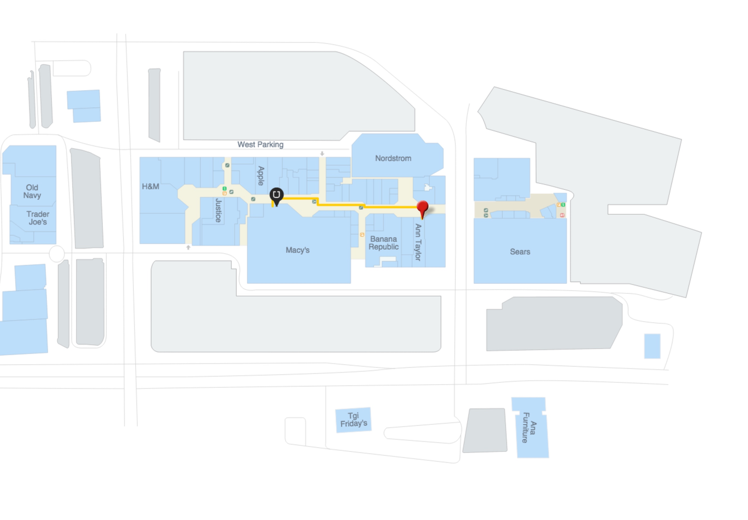 West Parking
Nordstrom
H&M
Apple
Old
Navy
Trader
Joe's
Justice
Macy's
Banana
Republic
Ann Taylor
Sears
Tgi
Friday's
Ana
Furniture